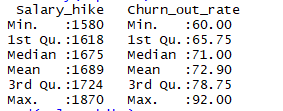 Salary_hike Churn_out_rate
Min. :1580 Min. :60.00
1st Qu.:1618 1st Qu.:65.75
Median :1675 Median :71.00
Mean :1689 Mean :72.90
3rd Qu.:1724 3rd Qu.:78.75
Max. :1870 Max. :92.00